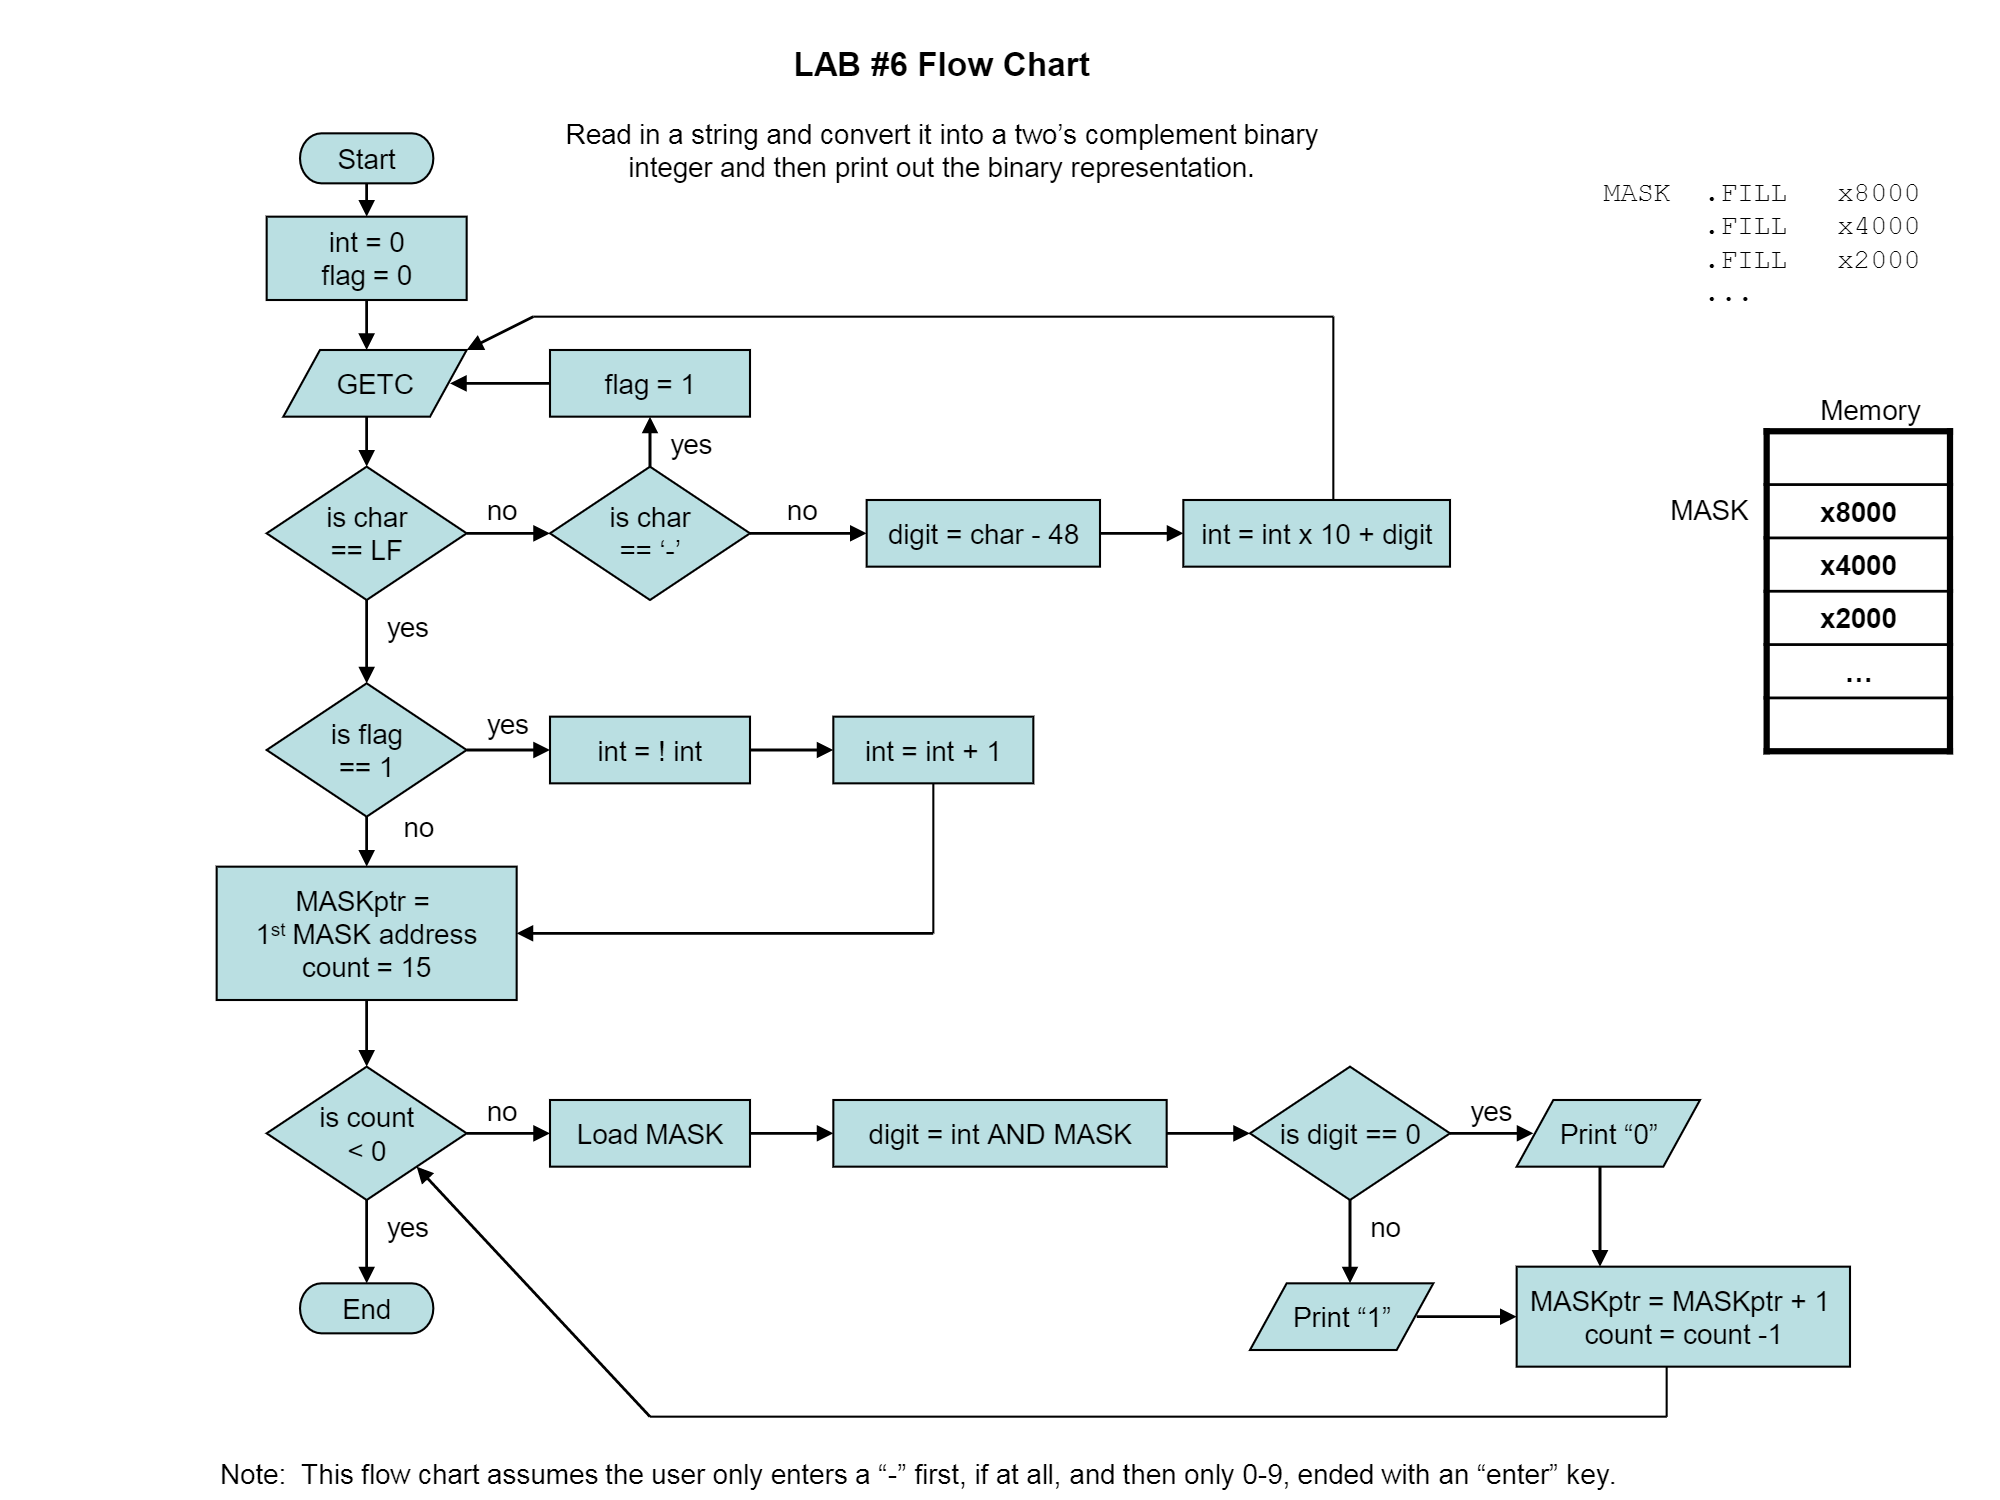 LAB #6 Flow Chart
Read in a string and convert it into a two’s complement binary
integer and then print out the binary representation.
Start
MASK .FILL x8000
.FILL x4000
.FILL x2000
...
int = 0
flag = 0
GETC
flag = 1
yes
Memory
MASK
x8000
x4000
x2000
...
is char
== LF
no
is char
== ‘-’
no
digit = char - 48
int = int x 10 + digit
yes
is flag
== 1
yes
int = ! int
int = int + 1
no
MASKptr =
1st MASK address
count = 15
is count
< 0
no
Load MASK
digit = int AND MASK
is digit == 0
yes
Print “0”
yes
no
End
Print “1”
MASKptr = MASKptr + 1
count = count -1
Note: This flow chart assumes the user only enters a “-” first, if at all, and then only 0-9, ended with an “enter” key.